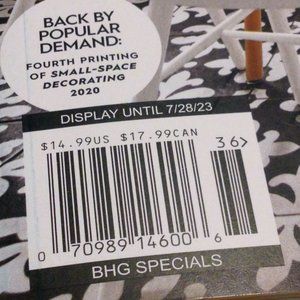 BACK BY
POPULAR
DEMAND:
FOURTH PRINTING
OF SMALL-SPACE
DECORATING
2020
DISPLAY UNTIL 7/28/23
$14.99US $17.99CAN
36>
0 70989 14600 6
BHG SPECIALS